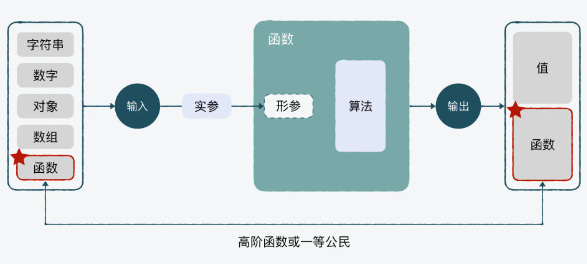 字符串
数字
对象
数组
函数
输入
实参
函数
形参
算法
输出
值
函数
高阶函数或一等公民